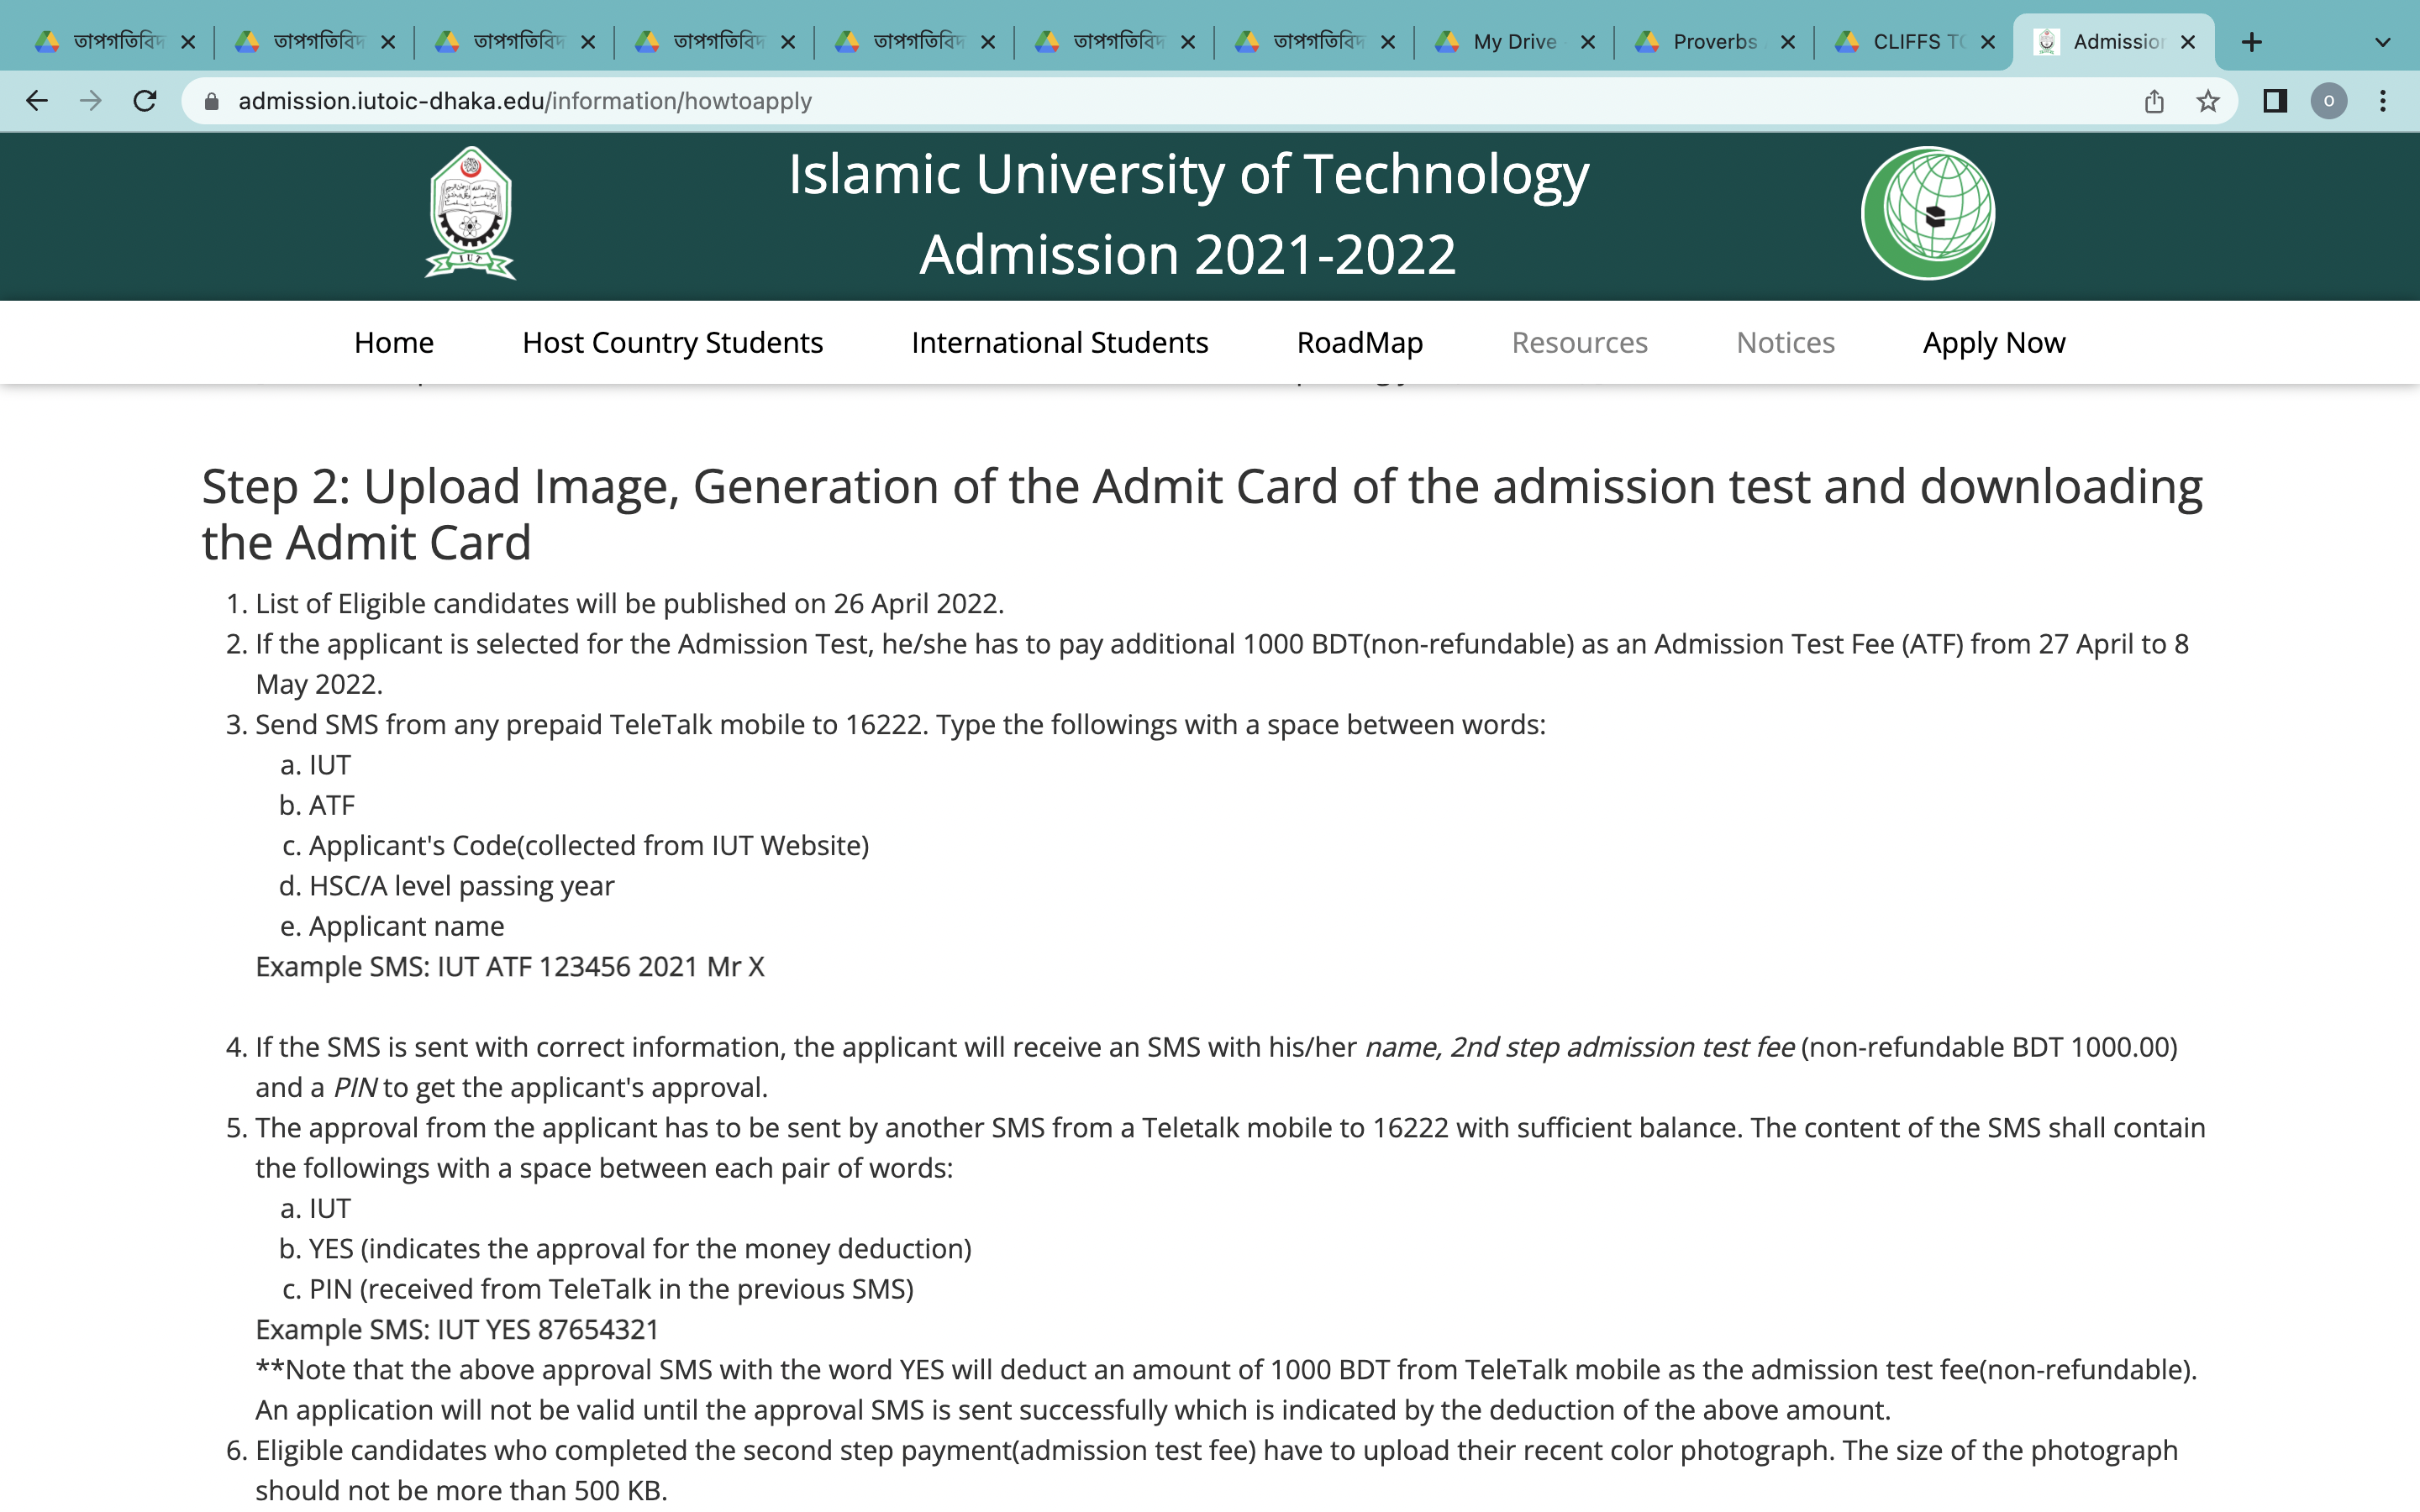 তাপগতিবিদ তাপগতিবিদ তাপগতিবিদ তাপগতিবিদ তাপগতিবিদ তাপগতিবিদ তাপগতিবিদ My Drive Proverbs CLIFFS TO Admission
admission.iutoic-dhaka.edu/information/howtoapply O
Islamic University of Technology
Admission 2021-2022
IUT
Home Host Country Students International Students RoadMap Resources Notices Apply Now
Step 2: Upload Image, Generation of the Admit Card of the admission test and downloading
the Admit Card
1. List of Eligible candidates will be published on 26 April 2022.
2. If the applicant is selected for the Admission Test, he/she has to pay additional 1000 BDT(non-refundable) as an Admission Test Fee (ATF) from 27 April to 8
May 2022.
3. Send SMS from any prepaid TeleTalk mobile to 16222. Type the followings with a space between words:
a. IUT
b. ATF
c. Applicant's Code(collected from IUT Website)
d. HSC/A level passing year
e. Applicant name
Example SMS: IUT ATF 123456 2021 Mr X
4. If the SMS is sent with correct information, the applicant will receive an SMS with his/her name, 2nd step admission test fee (non-refundable BDT 1000.00)
and a PIN to get the applicant's approval.
5. The approval from the applicant has to be sent by another SMS from a Teletalk mobile to 16222 with sufficient balance. The content of the SMS shall contain
the followings with a space between each pair of words:
a. IUT
b. YES (indicates the approval for the money deduction)
c. PIN (received from TeleTalk in the previous SMS)
Example SMS: IUT YES 87654321
**Note that the above approval SMS with the word YES will deduct an amount of 1000 BDT from TeleTalk mobile as the admission test fee(non-refundable).
An application will not be valid until the approval SMS is sent successfully which is indicated by the deduction of the above amount.
6. Eligible candidates who completed the second step payment(admission test fee) have to upload their recent color photograph. The size of the photograph
should not be more than 500 KB.